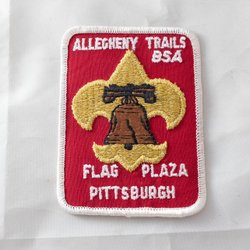 ALLEGHENY TRAILS
BSA
FLAG PLAZA
PITTSBURGH